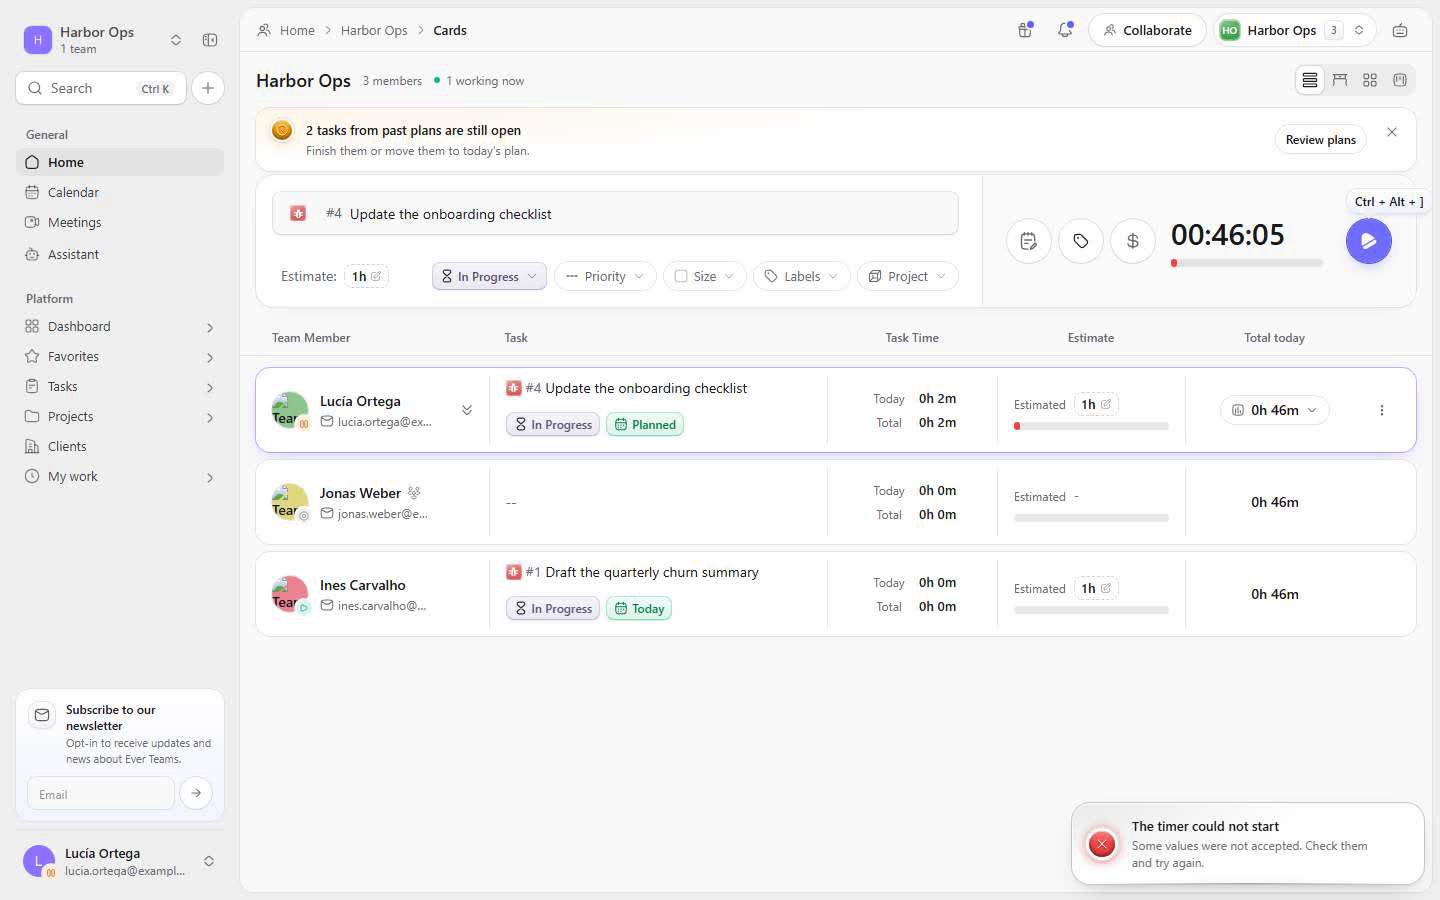 H
Harbor Ops
1 team
Search
Ctrl K
General
Home
Calendar
Meetings
Assistant
Platform
Dashboard
Favorites
Tasks
Projects
Clients
My work
Subscribe to our
newsletter
Opt-in to receive updates and
news about Ever Teams.
Email
L
Lucía Ortega
lucia.ortega@exampl...
Home
Harbor Ops
Cards
Collaborate
HO
Harbor Ops
3
Harbor Ops
3 members
1 working now
2 tasks from past plans are still open
Finish them or move them to today's plan.
Review plans
#4 Update the onboarding checklist
Estimate:
1h
In Progress
Priority
Size
Labels
Project
$
00:46:05
Ctrl + Alt + ]
Team Member
Task
Task Time
Estimate
Total today
Lucía Ortega
lucia.ortega@ex...
#4 Update the onboarding checklist
In Progress
Planned
Today 0h 2m
Total 0h 2m
Estimated 1h
0h 46m
Jonas Weber
jonas.weber@e...
--
Today 0h 0m
Total 0h 0m
Estimated -
0h 46m
Ines Carvalho
ines.carvalho@...
#1 Draft the quarterly churn summary
In Progress
Today
Today 0h 0m
Total 0h 0m
Estimated 1h
0h 46m
The timer could not start
Some values were not accepted. Check them
and try again.